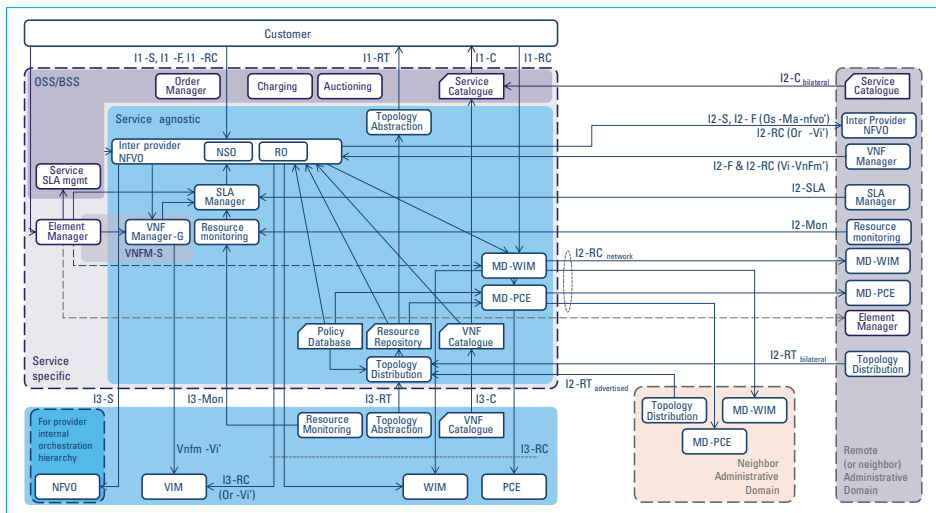 Customer
I1-S, I1-F, I1-RC
I1-RT
I1-C
I1-RC
OSS/BSS
Order
Manager
Charging
Auctioning
Service
Catalogue
I2-C bilateral
Service
Catalogue
Service agnostic
Topology
Abstraction
I2-S, I2-F (Os-Ma-nfvo')
I2-RC (Or-Vi')
Inter Provider
NFVO
Inter provider
NFVO
NSO
RO
I2-F & I2-RC (Vi-VnFm')
VNF
Manager
Service
SLA mgmt
SLA
Manager
I2-SLA
SLA
Manager
Element
Manager
VNF
Manager-G
Resource
monitoring
I2-Mon
Resource
monitoring
VNFM-S
I2-RC network
MD-WIM
MD-WIM
MD-PCE
MD-PCE
Element
Manager
Policy
Database
Resource
Repository
VNF
Catalogue
Service
specific
Topology
Distribution
I2-RT bilateral
Topology
Distribution
I2-RT advertised
I3-S
I3-Mon
I3-RT
I3-C
For provider
internal
orchestration
hierarchy
Resource
Monitoring
Topology
Abstraction
VNF
Catalogue
Topology
Distribution
MD-WIM
MD-PCE
Vnfm-Vi'
I3-RC
I3-RC
(Or-Vi')
NFVO
VIM
WIM
PCE
Neighbor
Administrative
Domain
Remote
(or neighbor)
Administrative
Domain